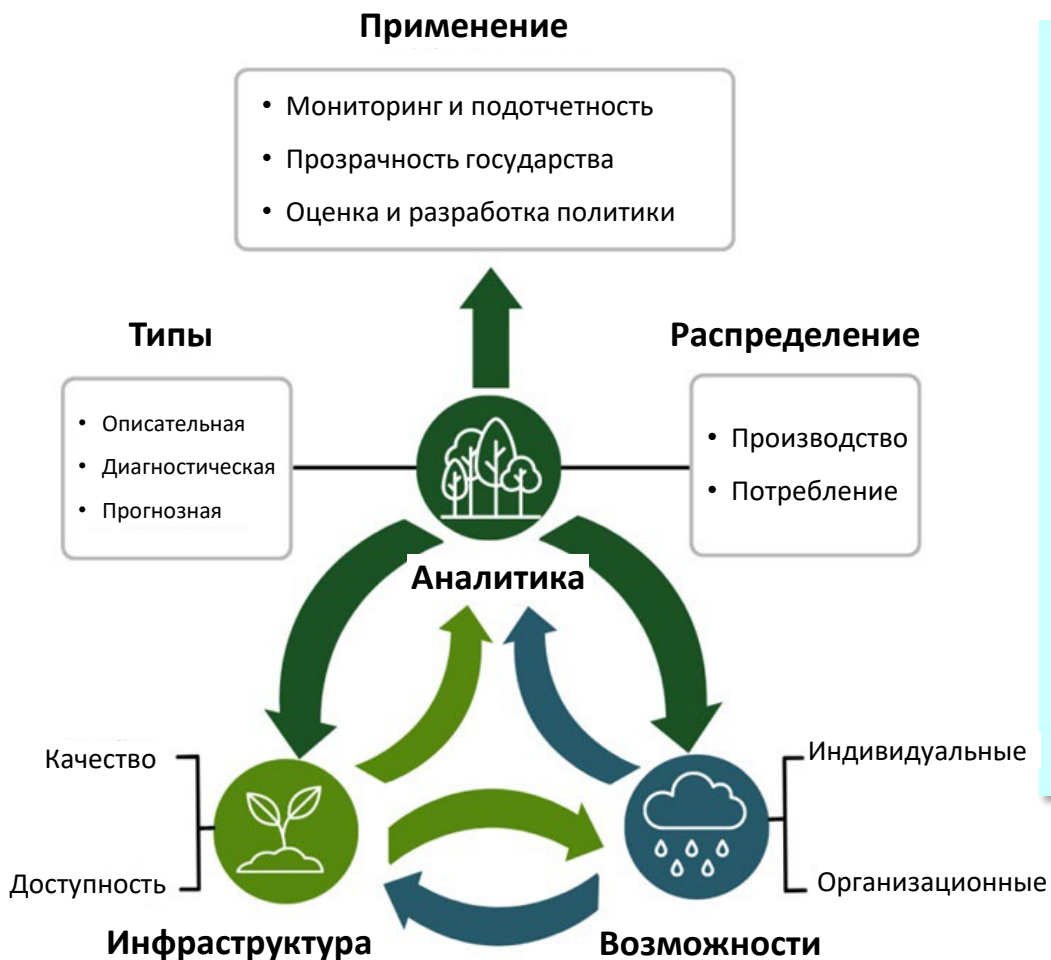 Применение
• Мониторинг и подотчетность
• Прозрачность государства
• Оценка и разработка политики
Типы
• Описательная
• Диагностическая
• Прогнозная
Распределение
• Производство
• Потребление
Аналитика
Качество
Доступность
Инфраструктура
Индивидуальные
Организационные
Возможности